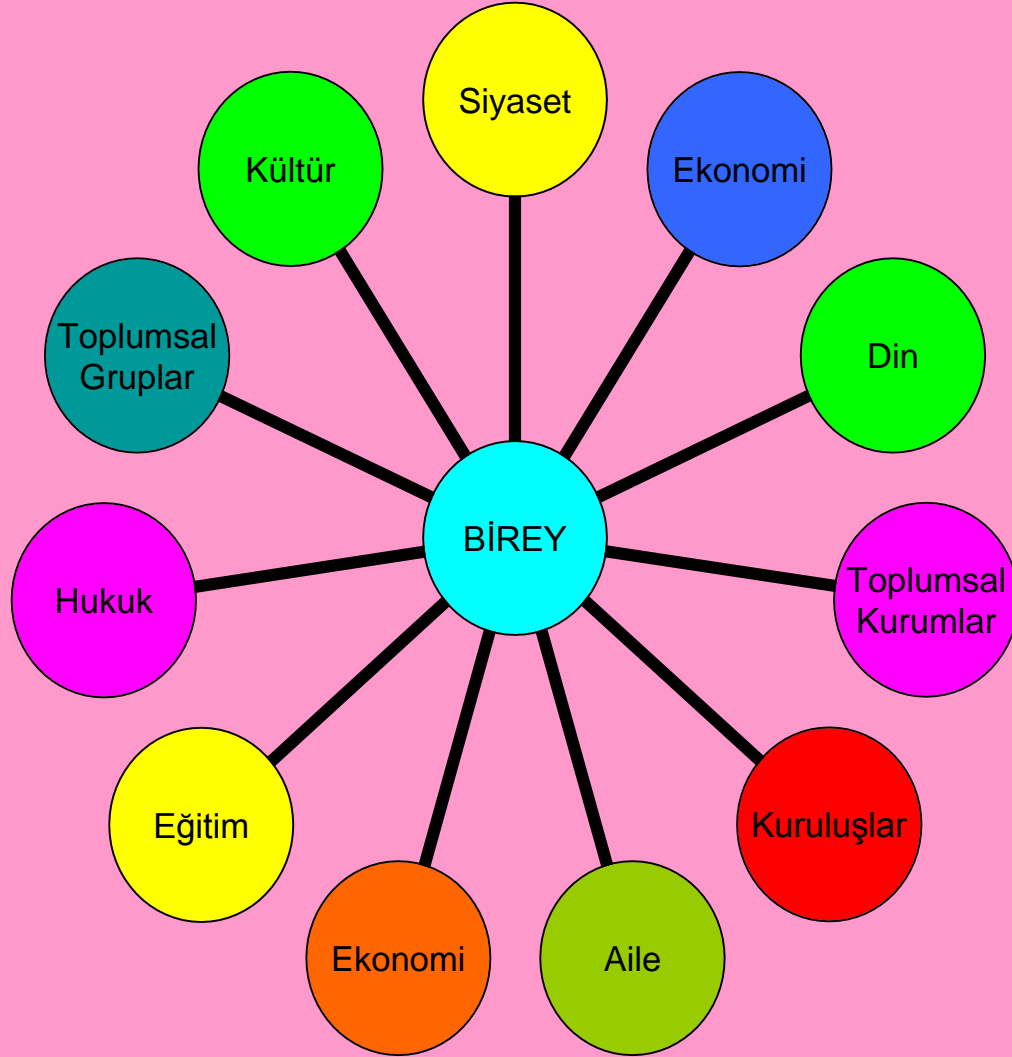 Siyaset
Ekonomi
Kültür
Din
Toplumsal
Gruplar
BİREY
Toplumsal
Kurumlar
Hukuk
Kuruluşlar
Eğitim
Ekonomi
Aile